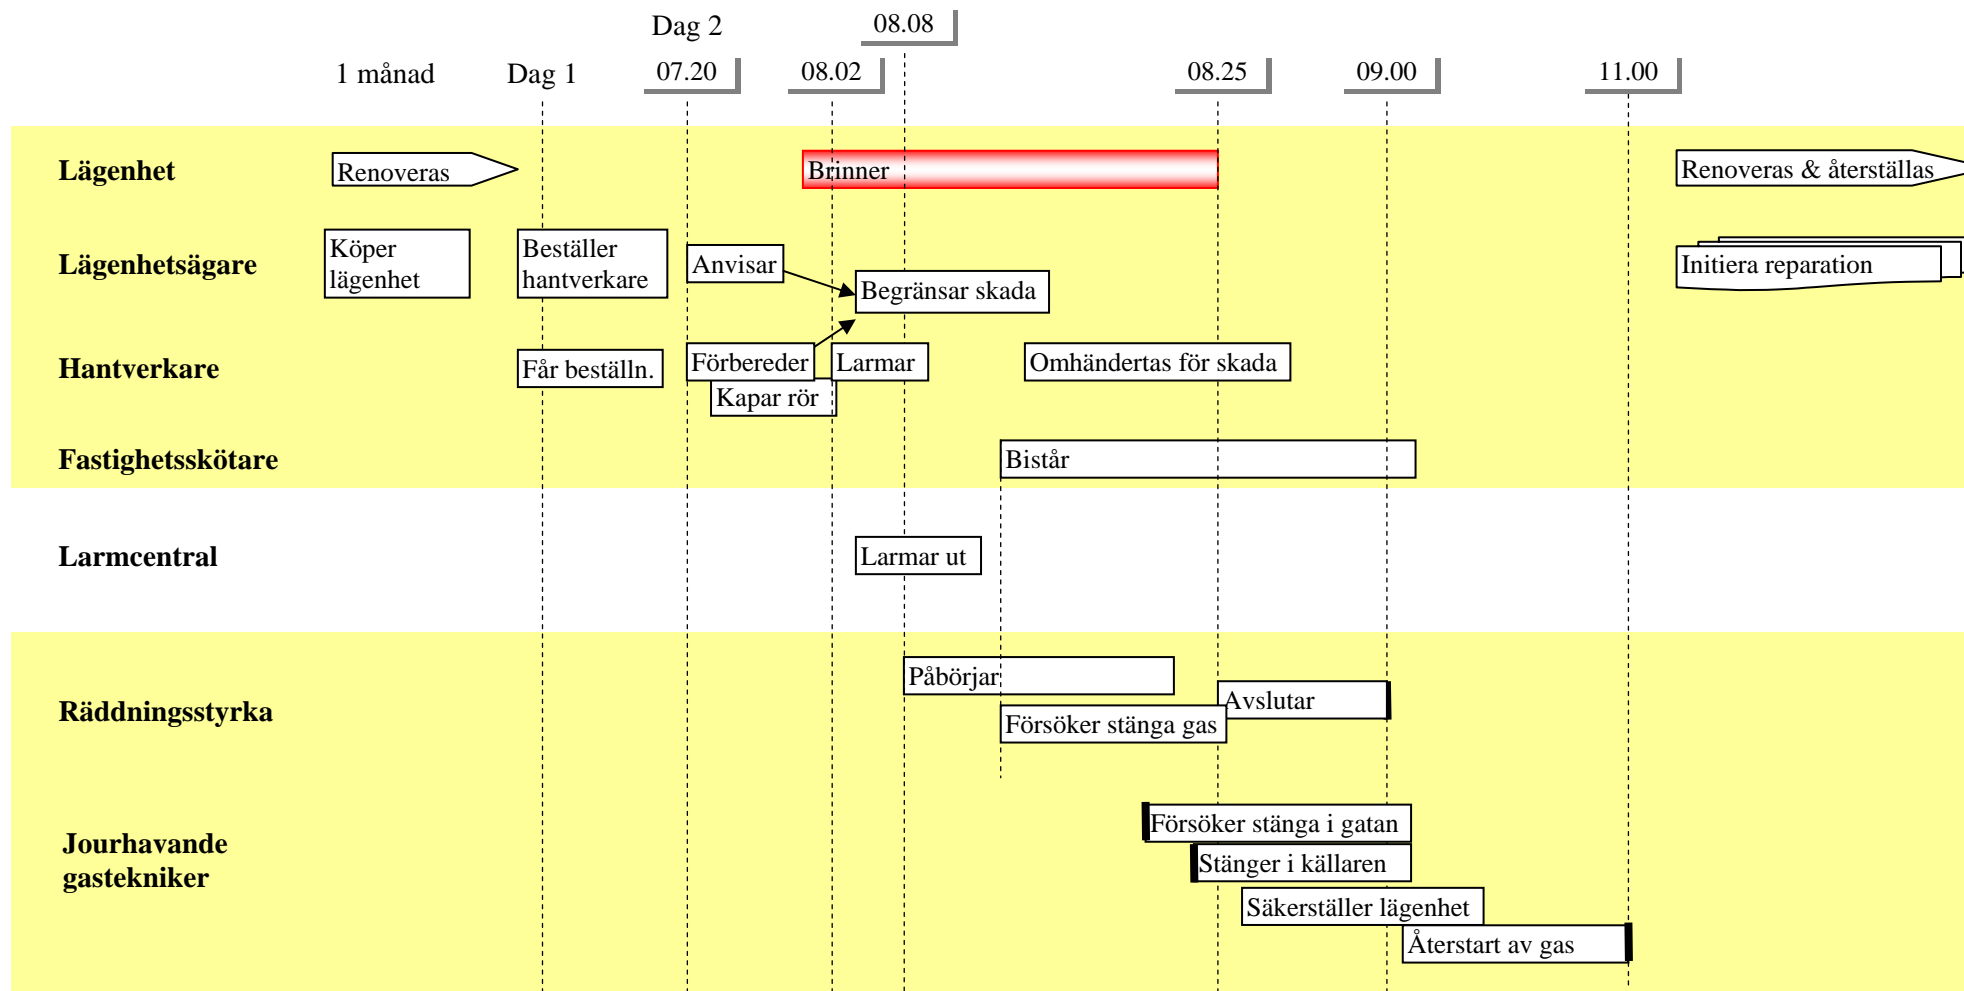 Dag 2
08.08
1 månad
Dag 1
07.20
08.02
08.25
09.00
11.00
Lägenhet
Renoveras
Brinner
Renoveras & återställas
Lägenhetsägare
Köper
lägenhet
Beställer
hantverkare
Anvisar
Begränsar skada
Initiera reparation
Hantverkare
Får beställn.
Förbereder
Kapar rör
Larmar
Omhändertas för skada
Fastighetsskötare
Bistår
Larmcentral
Larmar ut
Räddningsstyrka
Påbörjar
Försöker stänga gas
Avslutar
Jourhavande
gastekniker
Försöker stänga i gatan
Stänger i källaren
Säkerställer lägenhet
Återstart av gas